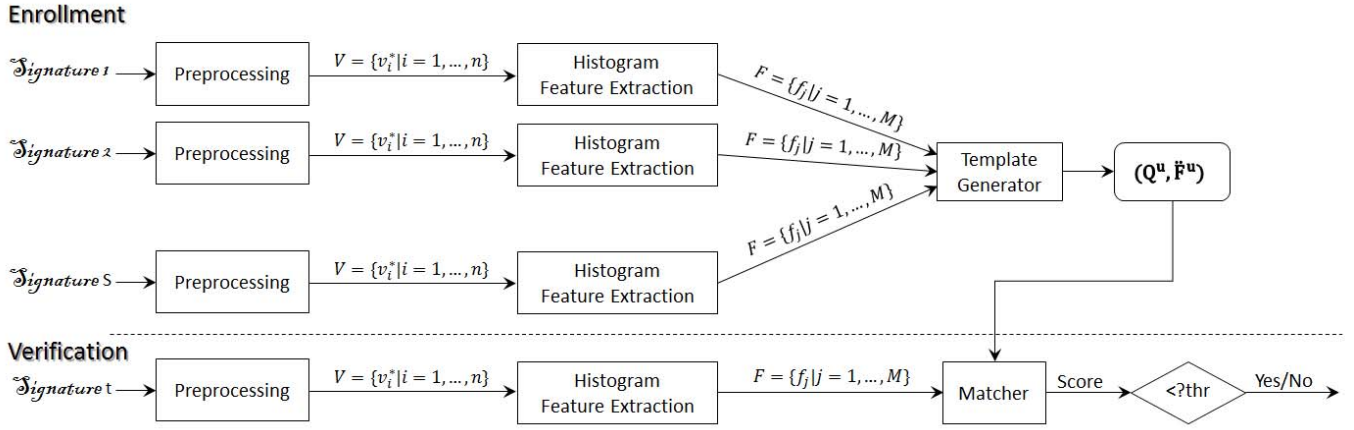 Enrollment
Signature 1
Preprocessing
V = {v_i^*|i = 1, ..., n}
Histogram
Feature Extraction
F = {f_j|j = 1, ..., M}
Signature 2
Preprocessing
V = {v_i^*|i = 1, ..., n}
Histogram
Feature Extraction
F = {f_j|j = 1, ..., M}
Template
Generator
(Q^u, F̈^u)
Signature S
Preprocessing
V = {v_i^*|i = 1, ..., n}
Histogram
Feature Extraction
F = {f_j|j = 1, ..., M}
Verification
Signature t
Preprocessing
V = {v_i^*|i = 1, ..., n}
Histogram
Feature Extraction
F = {f_j|j = 1, ..., M}
Matcher
Score
<?thr
Yes/No